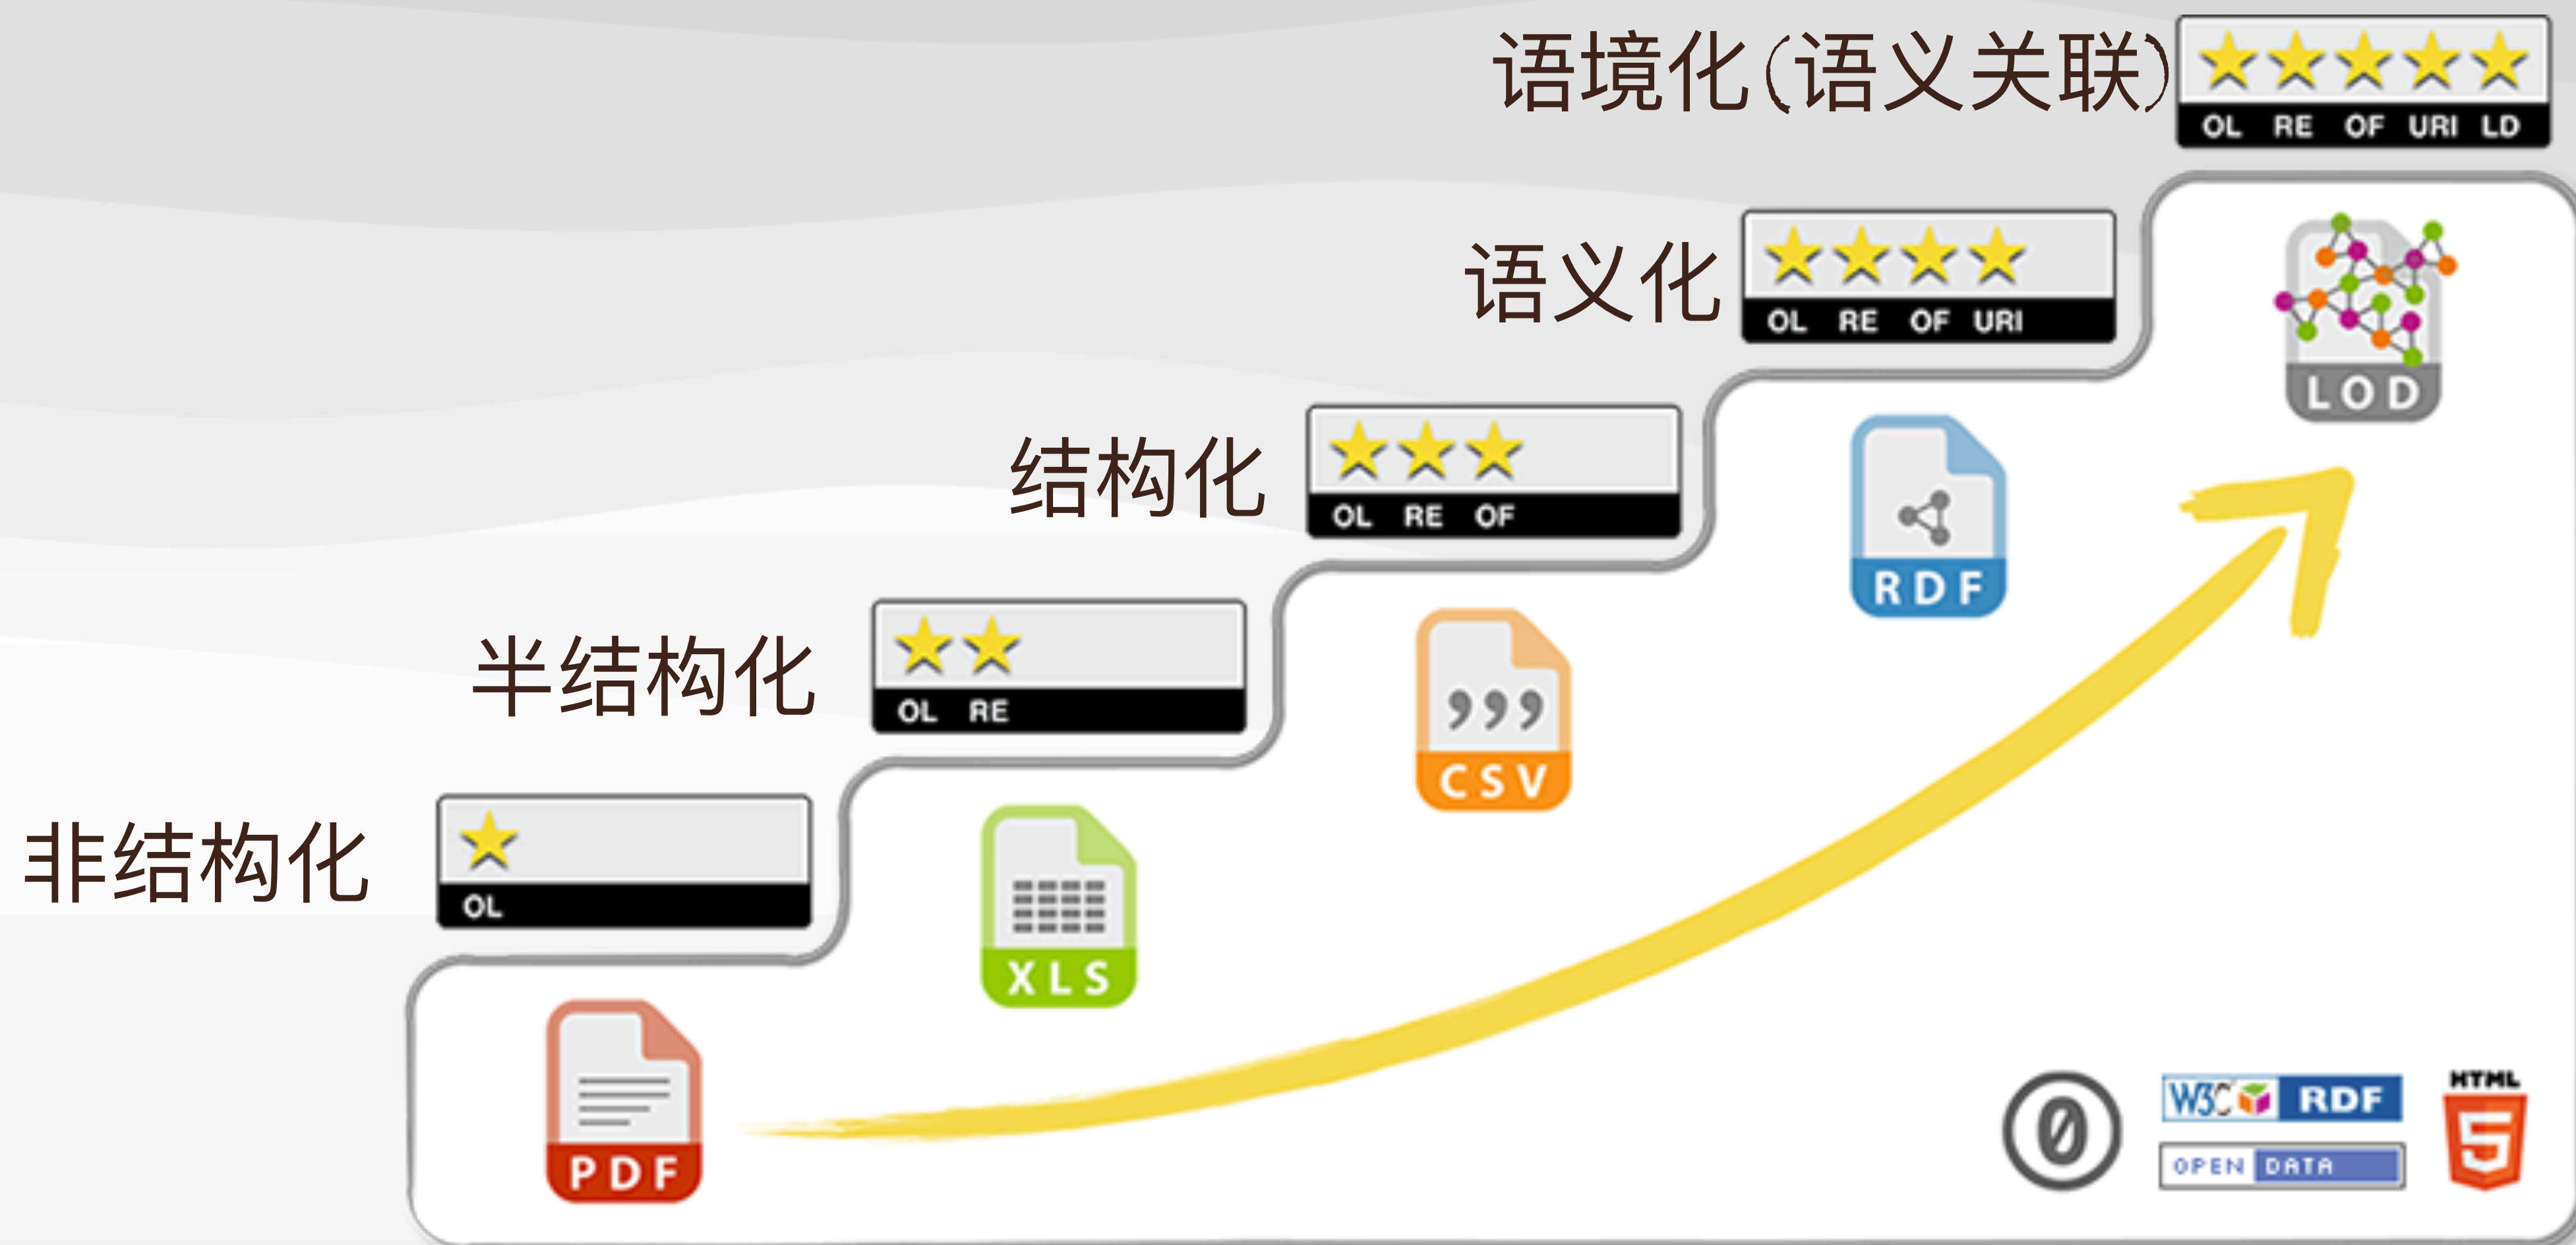 语境化(语义关联)
OL RE OF URI LD
语义化
OL RE OF URI
LOD
结构化
OL RE OF
RDF
半结构化
OL RE
CSV
非结构化
OL
XLS
PDF
0
W3C RDF
OPEN DATA
HTML
5